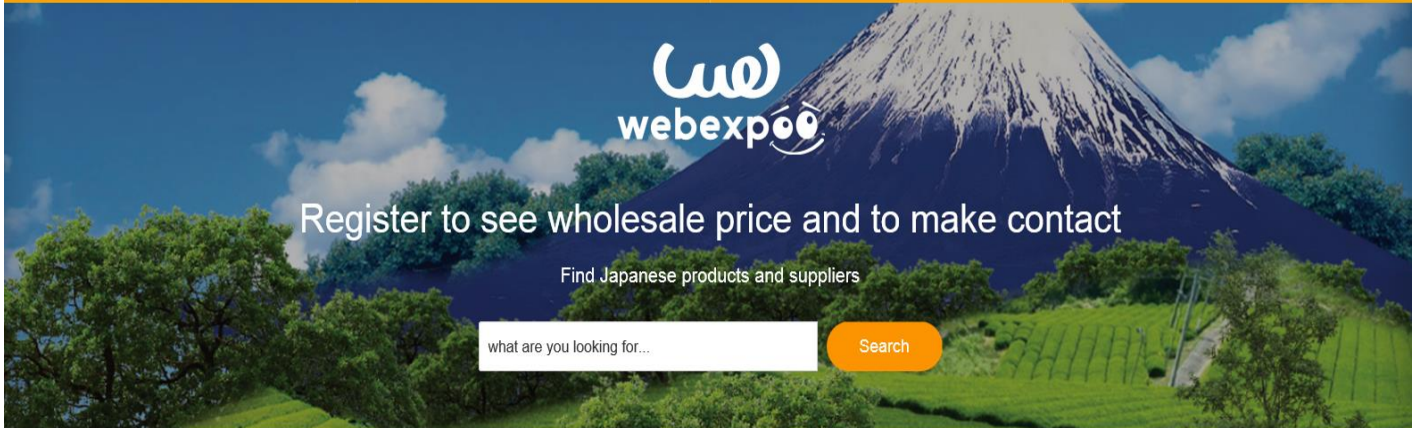 we
webexpoo
Register to see wholesale price and to make contact
Find Japanese products and suppliers
what are you looking for...
Search